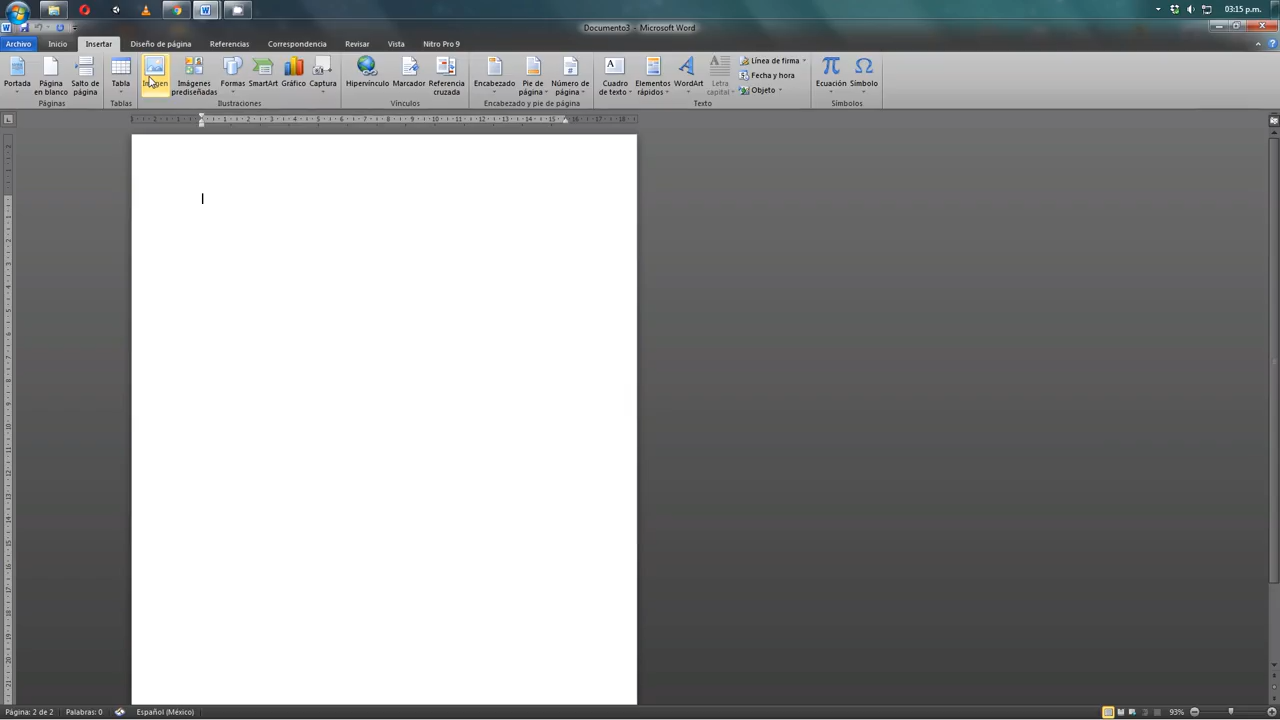 03:15 p.m.
Documento3 - Microsoft Word
Archivo Inicio Insertar Diseño de página Referencias Correspondencia Revisar Vista Nitro Pro 9
Portada Página en blanco Salto de página
Páginas
Tabla
Tablas
Imagen Imágenes prediseñadas Formas SmartArt Gráfico Captura
Ilustraciones
Hipervínculo Marcador Referencia cruzada
Vínculos
Encabezado Pie de página Número de página
Encabezado y pie de página
Cuadro de texto Elementos rápidos WordArt Letra capital
Línea de firma
Fecha y hora
Objeto
Texto
Ecuación Símbolo
Símbolos
Página: 2 de 2 Palabras: 0 Español (México) 93%